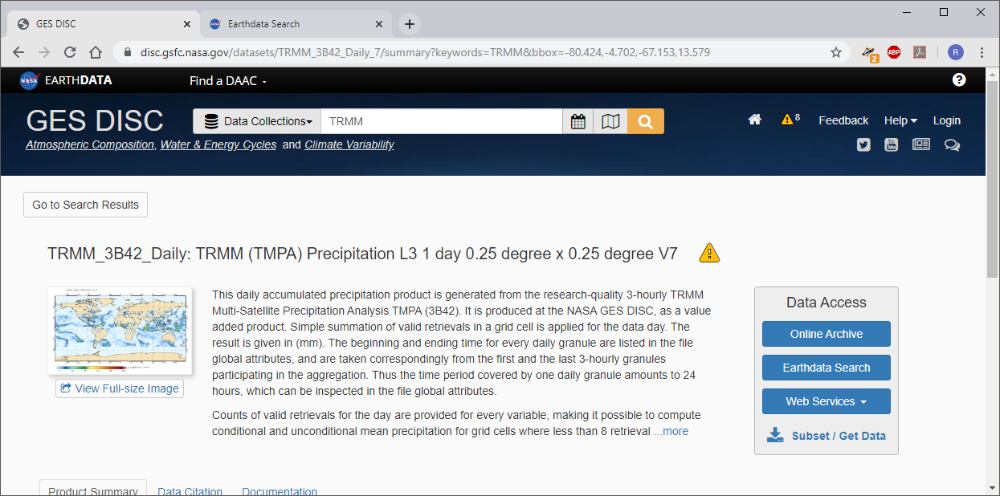 GES DISC
Earthdata Search
disc.gsfc.nasa.gov/datasets/TRMM_3B42_Daily_7/summary?keywords=TRMM&bbox=-80.424,-4.702,-67.153,13.579
2
ABP
R
NASA
EARTHDATA
Find a DAAC
?
GES DISC
Data Collections
TRMM
8
Feedback
Help
Login
Atmospheric Composition, Water & Energy Cycles and Climate Variability
Go to Search Results
TRMM_3B42_Daily: TRMM (TMPA) Precipitation L3 1 day 0.25 degree x 0.25 degree V7
This daily accumulated precipitation product is generated from the research-quality 3-hourly TRMM
Multi-Satellite Precipitation Analysis TMPA (3B42). It is produced at the NASA GES DISC, as a value
added product. Simple summation of valid retrievals in a grid cell is applied for the data day. The
result is given in (mm). The beginning and ending time for every daily granule are listed in the file
global attributes, and are taken correspondingly from the first and the last 3-hourly granules
participating in the aggregation. Thus the time period covered by one daily granule amounts to 24
hours, which can be inspected in the file global attributes.
Counts of valid retrievals for the day are provided for every variable, making it possible to compute
conditional and unconditional mean precipitation for grid cells where less than 8 retrieval ...more
View Full-size Image
Data Access
Online Archive
Earthdata Search
Web Services
Subset / Get Data
Product Summary
Data Citation
Documentation